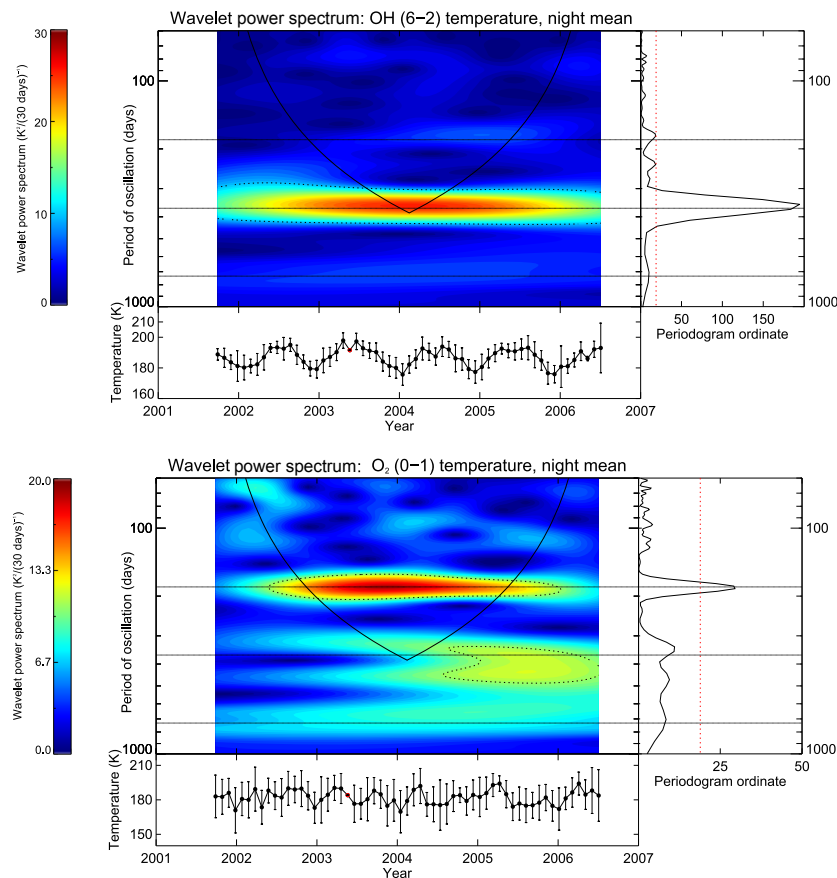 Wavelet power spectrum: OH (6−2) temperature, night mean
30
20
10
0
Wavelet power spectrum (K²/(30 days)⁻¹)
100
1000
Period of oscillation (days)
100
1000
50 100 150
Periodogram ordinate
210
200
180
160
Temperature (K)
2001 2002 2003 2004 2005 2006 2007
Year
Wavelet power spectrum: O₂ (0−1) temperature, night mean
20.0
13.3
6.7
0.0
Wavelet power spectrum (K²/(30 days)⁻¹)
100
1000
Period of oscillation (days)
100
1000
25 50
Periodogram ordinate
210
180
140
Temperature (K)
2001 2002 2003 2004 2005 2006 2007
Year